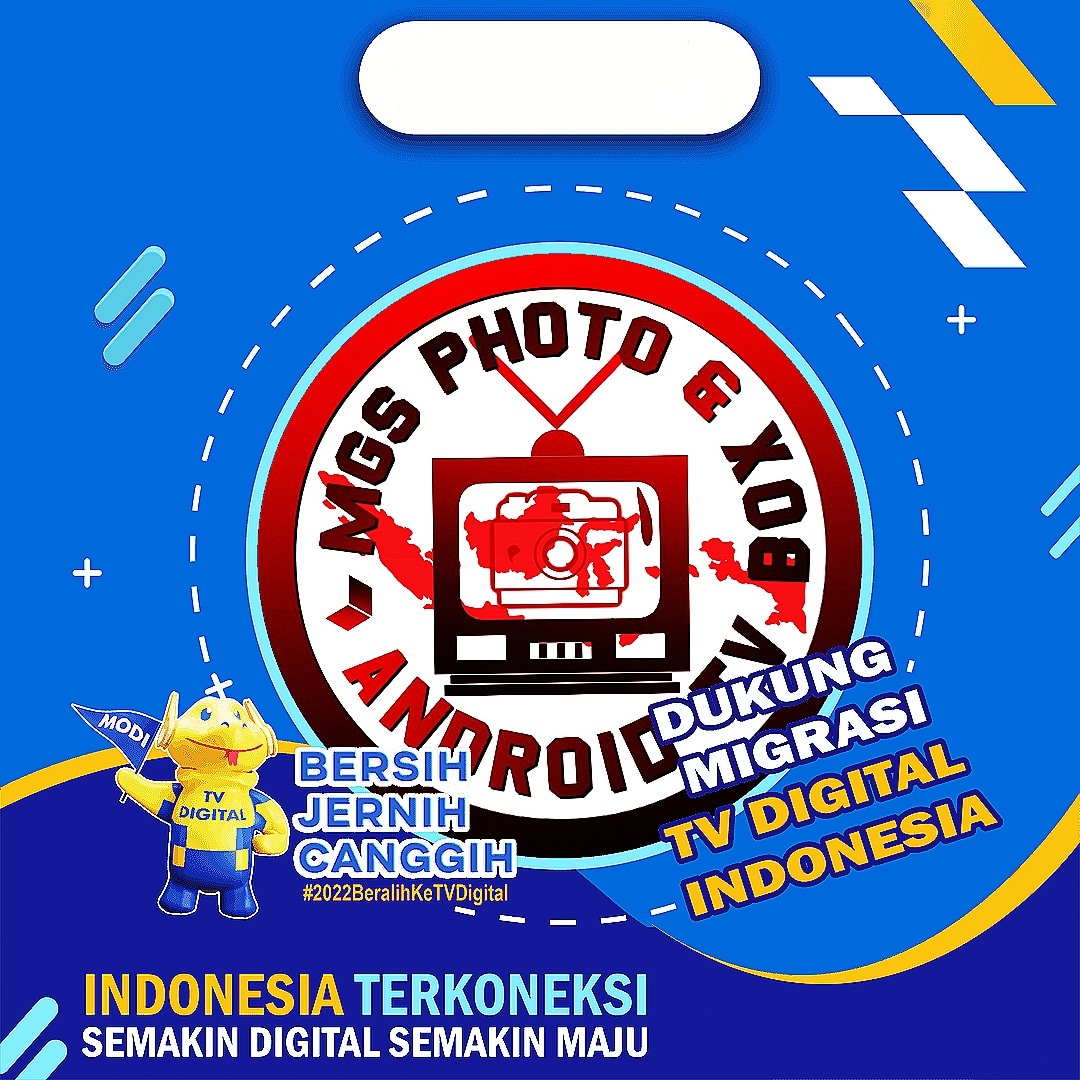 MGS PHOTO & XOB
ANDROID TV
MODI
TV
DIGITAL
BERSIH
JERNIH
CANGGIH
#2022BeralihKeTVDigital
DUKUNG
MIGRASI
TV DIGITAL
INDONESIA
INDONESIA TERKONEKSI
SEMAKIN DIGITAL SEMAKIN MAJU